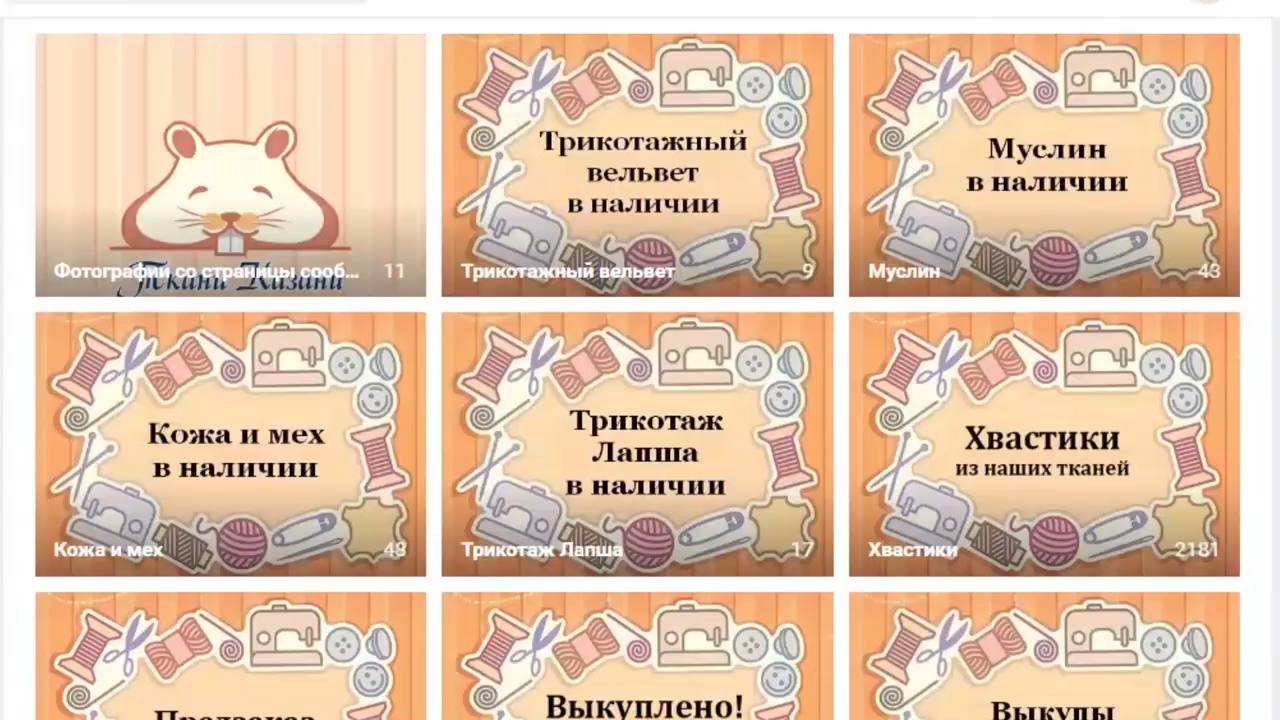 Фотографии со страницы сооб... 11
Ткани Казани
Трикотажный
вельвет
в наличии
Трикотажный вельвет 9
Муслин
в наличии
Муслин 43
Кожа и мех
в наличии
Кожа и мех 48
Трикотаж
Лапша
в наличии
Трикотаж Лапша 17
Хвастики
из наших тканей
Хвастики 2181
Предзаказ
Выкуплено!
Выкупы